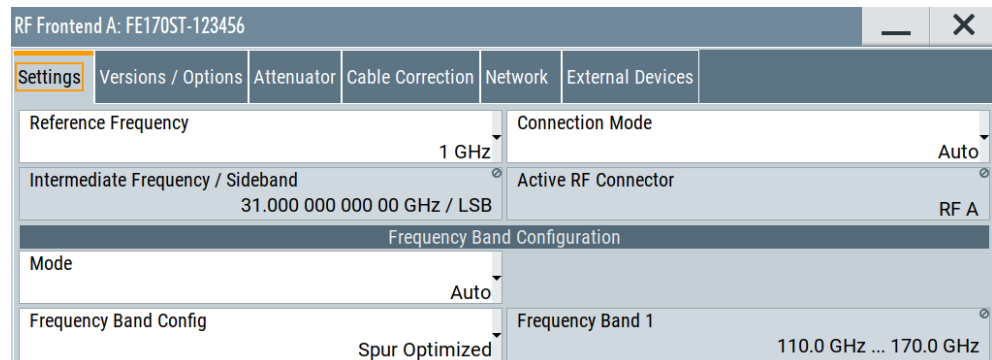 RF Frontend A: FE170ST-123456
Settings Versions / Options Attenuator Cable Correction Network External Devices
Reference Frequency
1 GHz
Connection Mode
Auto
Intermediate Frequency / Sideband
31.000 000 000 00 GHz / LSB
Active RF Connector
RF A
Frequency Band Configuration
Mode
Auto
Frequency Band Config
Spur Optimized
Frequency Band 1
110.0 GHz ... 170.0 GHz